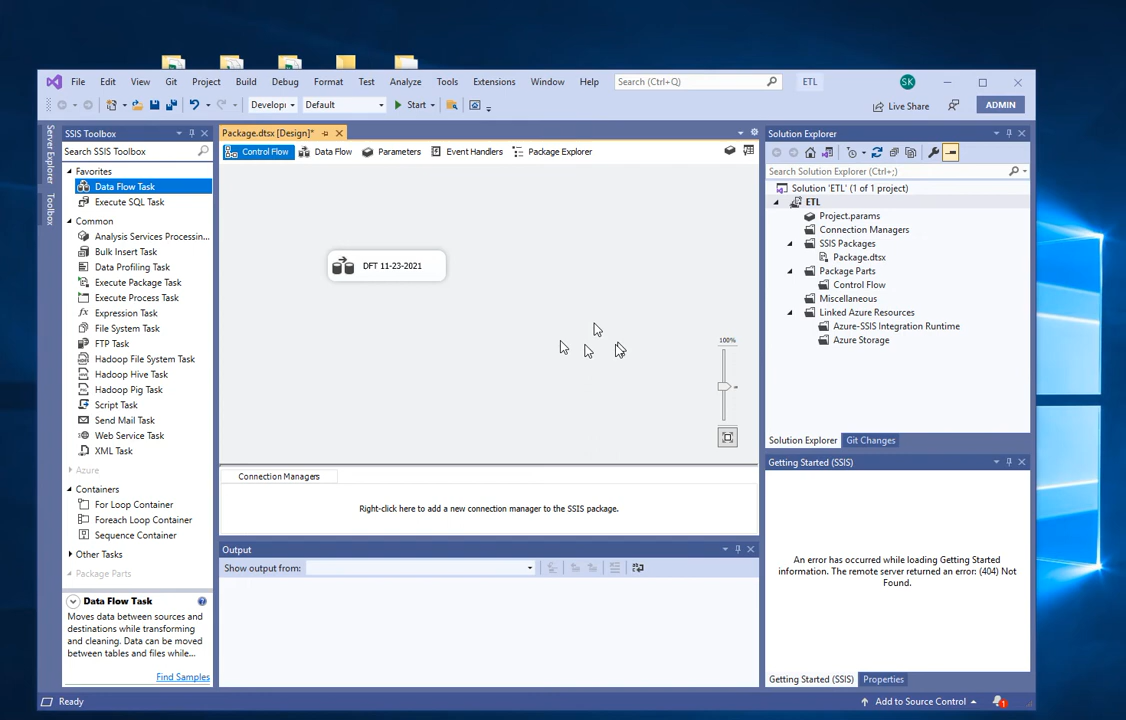 File Edit View Git Project Build Debug Format Test Analyze Tools Extensions Window Help Search (Ctrl+Q) ETL SK
Develop Default Start Live Share ADMIN
Server Explorer
Toolbox
SSIS Toolbox
Search SSIS Toolbox
Favorites
Data Flow Task
Execute SQL Task
Common
Analysis Services Processin...
Bulk Insert Task
Data Profiling Task
Execute Package Task
Execute Process Task
Expression Task
File System Task
FTP Task
Hadoop File System Task
Hadoop Hive Task
Hadoop Pig Task
Script Task
Send Mail Task
Web Service Task
XML Task
Azure
Containers
For Loop Container
Foreach Loop Container
Sequence Container
Other Tasks
Package Parts
Data Flow Task
Moves data between sources and
destinations while transforming
and cleaning. Data can be moved
between tables and files while...
Find Samples
Package.dtsx [Design]*
Control Flow Data Flow Parameters Event Handlers Package Explorer
DFT 11-23-2021
100%
Connection Managers
Right-click here to add a new connection manager to the SSIS package.
Output
Show output from:
Solution Explorer
Search Solution Explorer (Ctrl+;)
Solution 'ETL' (1 of 1 project)
ETL
Project.params
Connection Managers
SSIS Packages
Package.dtsx
Package Parts
Control Flow
Miscellaneous
Linked Azure Resources
Azure-SSIS Integration Runtime
Azure Storage
Solution Explorer Git Changes
Getting Started (SSIS)
An error has occurred while loading Getting Started
information. The remote server returned an error: (404) Not
Found.
Getting Started (SSIS) Properties
Ready Add to Source Control 1